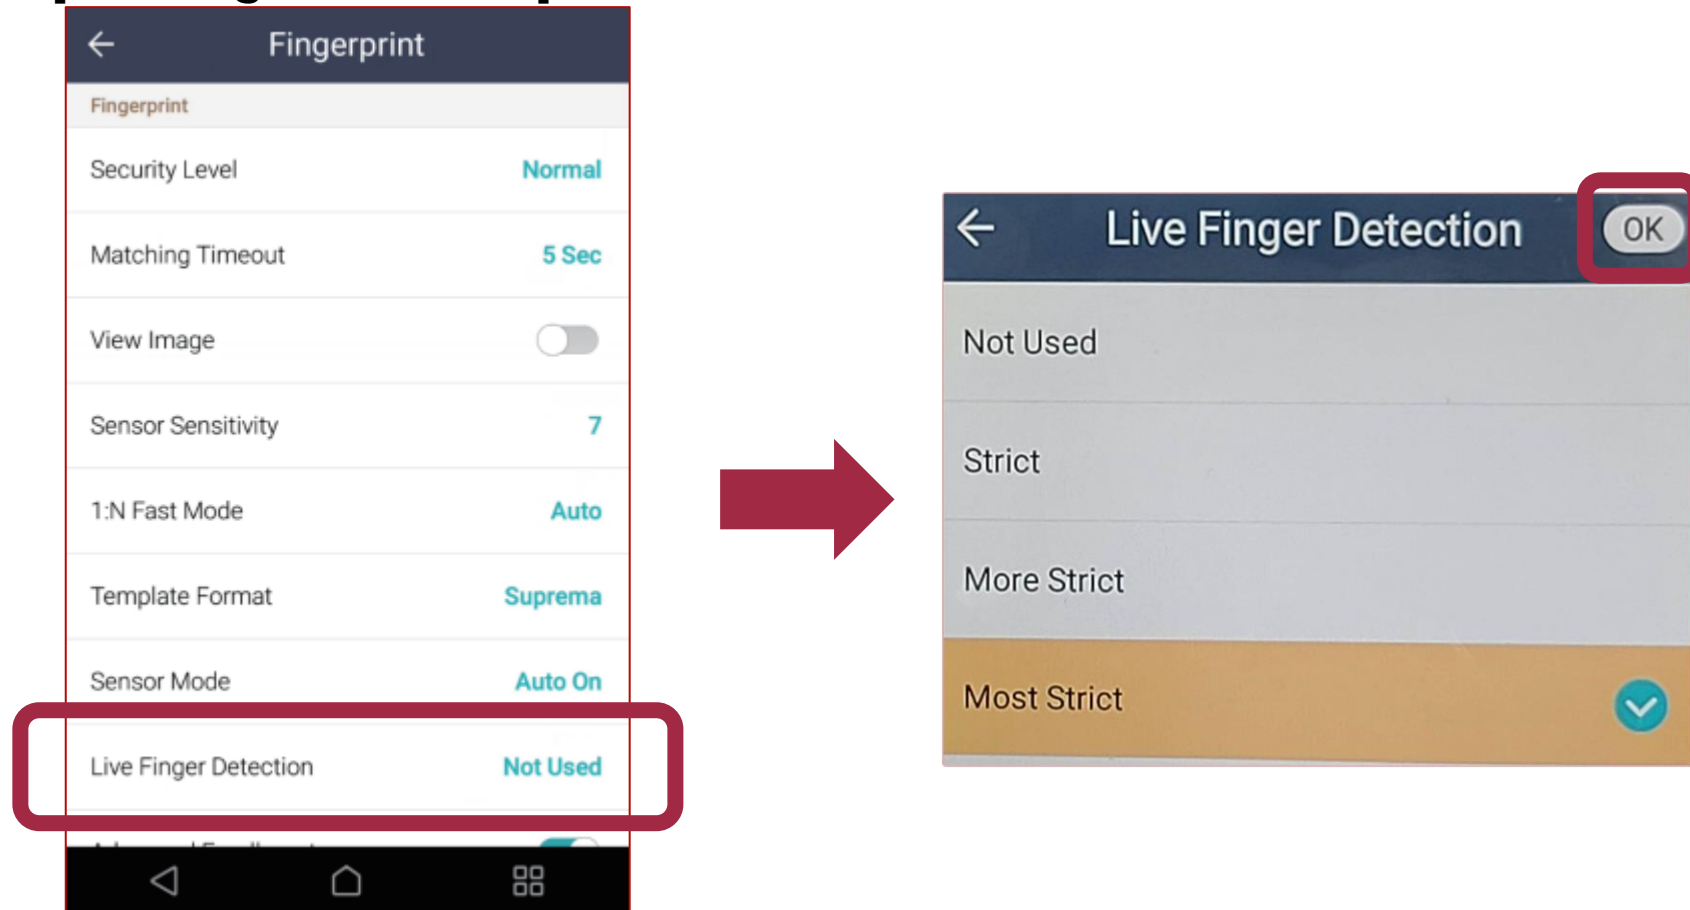 Fingerprint
Fingerprint
Security Level Normal
Matching Timeout 5 Sec
View Image
Sensor Sensitivity 7
1:N Fast Mode Auto
Template Format Suprema
Sensor Mode Auto On
Live Finger Detection Not Used
Live Finger Detection OK
Not Used
Strict
More Strict
Most Strict